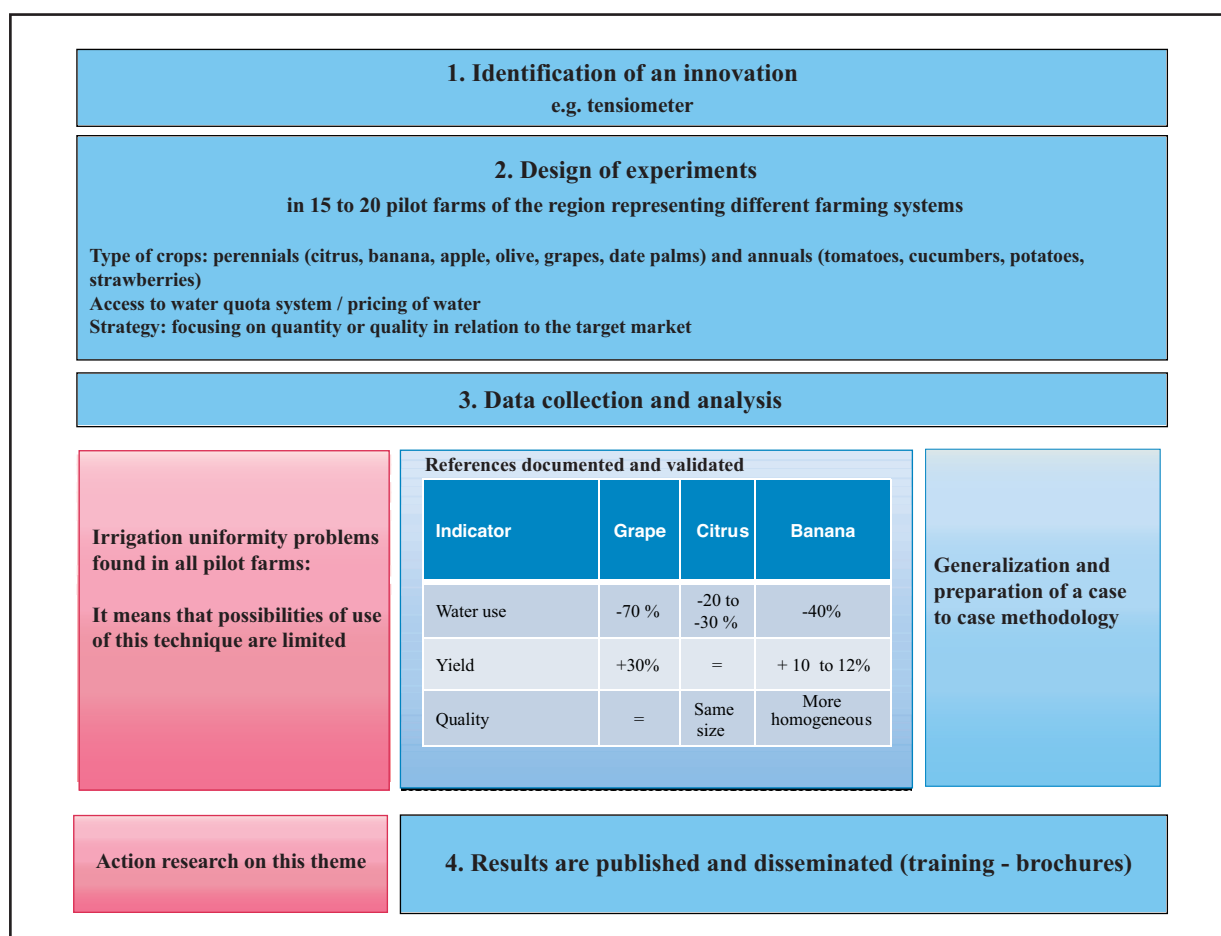 1. Identification of an innovation
e.g. tensiometer
2. Design of experiments
in 15 to 20 pilot farms of the region representing different farming systems
Type of crops: perennials (citrus, banana, apple, olive, grapes, date palms) and annuals (tomatoes, cucumbers, potatoes,
strawberries)
Access to water quota system / pricing of water
Strategy: focusing on quantity or quality in relation to the target market
3. Data collection and analysis
Irrigation uniformity problems
found in all pilot farms:
It means that possibilities of use
of this technique are limited
References documented and validated
Indicator Grape Citrus Banana
Water use -70 % -20 to -30 % -40%
Yield +30% = + 10 to 12%
Quality = Same size More homogeneous
Generalization and
preparation of a case
to case methodology
Action research on this theme
4. Results are published and disseminated (training - brochures)